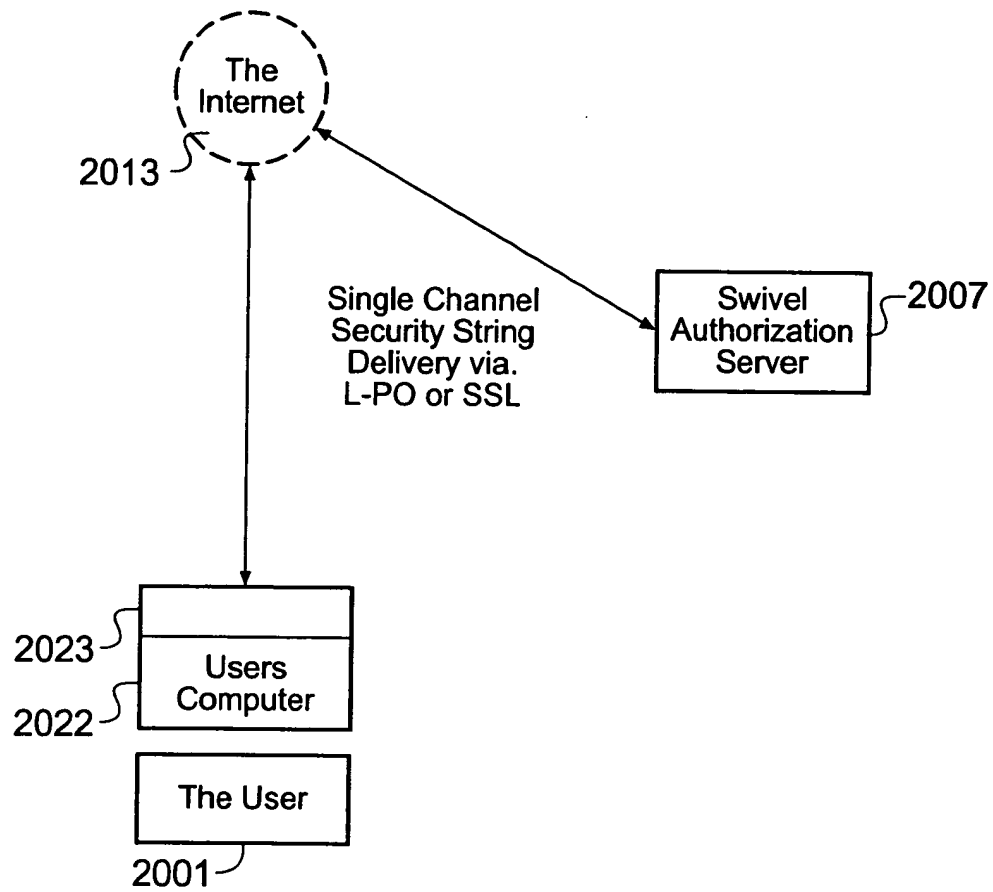 The
Internet
2013
Single Channel
Security String
Delivery via.
L-PO or SSL
Swivel
Authorization
Server
2007
2023
Users
Computer
2022
The User
2001